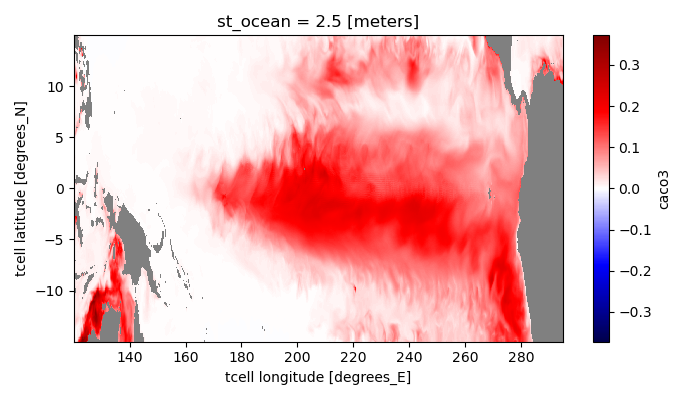 st_ocean = 2.5 [meters]
10
5
0
−5
−10
tcell latitude [degrees_N]
140 160 180 200 220 240 260 280
tcell longitude [degrees_E]
0.3
0.2
0.1
0.0
−0.1
−0.2
−0.3
caco3